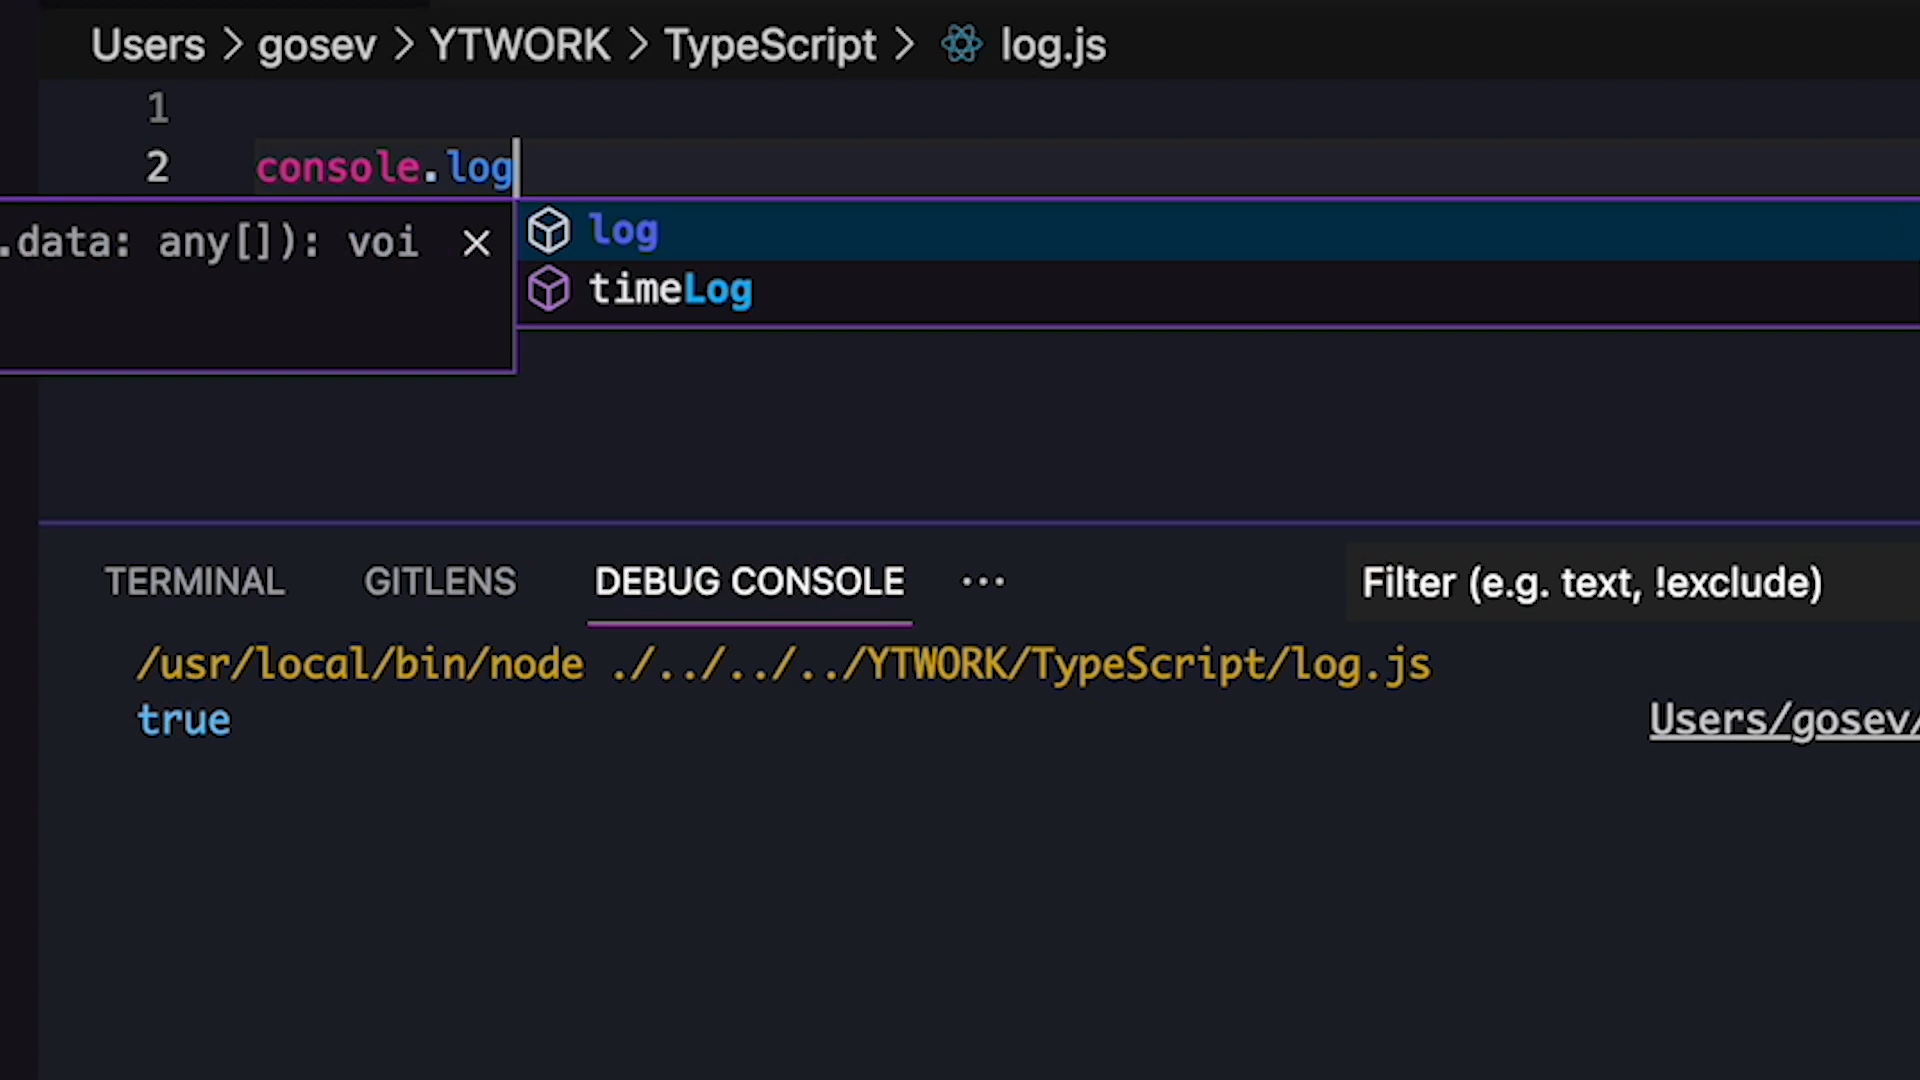 Users > gosev > YTWORK > TypeScript > log.js
1
2 console.log
.data: any[]): voi ×
log
timeLog
TERMINAL GITLENS DEBUG CONSOLE ··· Filter (e.g. text, !exclude)
/usr/local/bin/node ./../../../YTWORK/TypeScript/log.js
true Users/gosev/